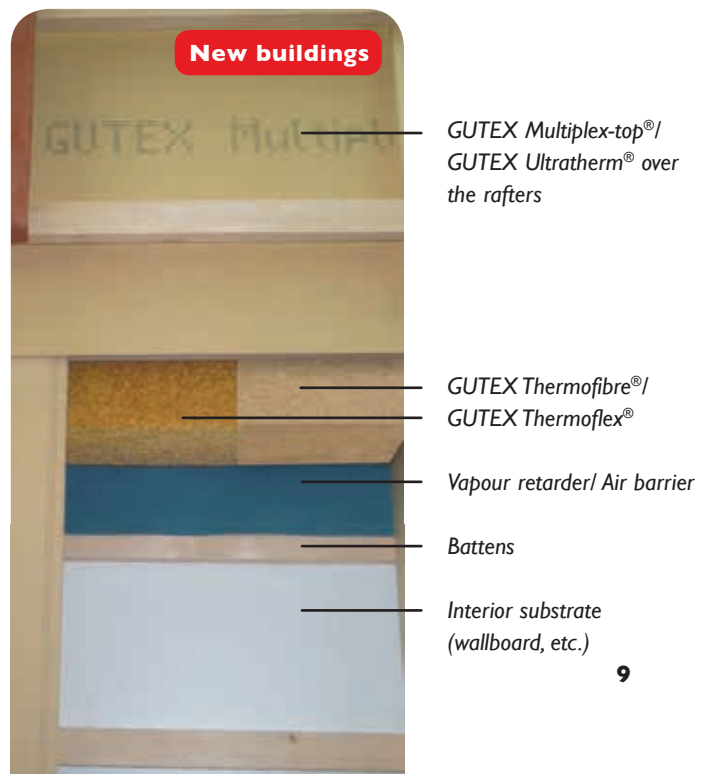 New buildings
GUTEX Multipl
GUTEX Multiplex-top®/
GUTEX Ultratherm® over
the rafters
GUTEX Thermofibre®/
GUTEX Thermoflex®
Vapour retarder/ Air barrier
Battens
Interior substrate
(wallboard, etc.)
9